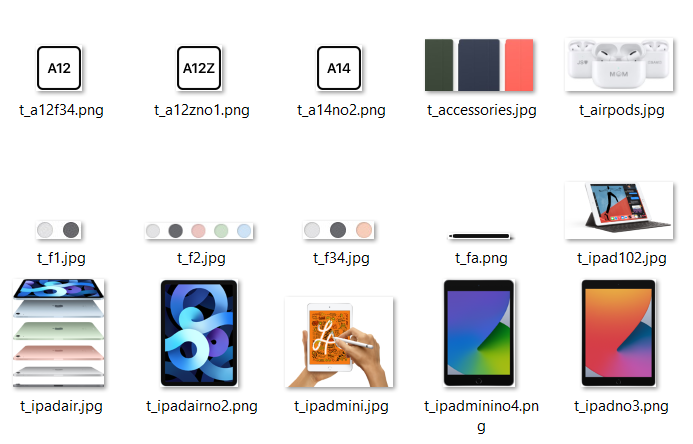 A12
A12Z
A14
t_a12f34.png
t_a12zno1.png
t_a14no2.png
t_accessories.jpg
t_airpods.jpg
MOM
t_f1.jpg
t_f2.jpg
t_f34.jpg
t_fa.png
t_ipad102.jpg
t_ipadair.jpg
t_ipadairno2.png
t_ipadmini.jpg
t_ipadminino4.pn
g
t_ipadno3.png